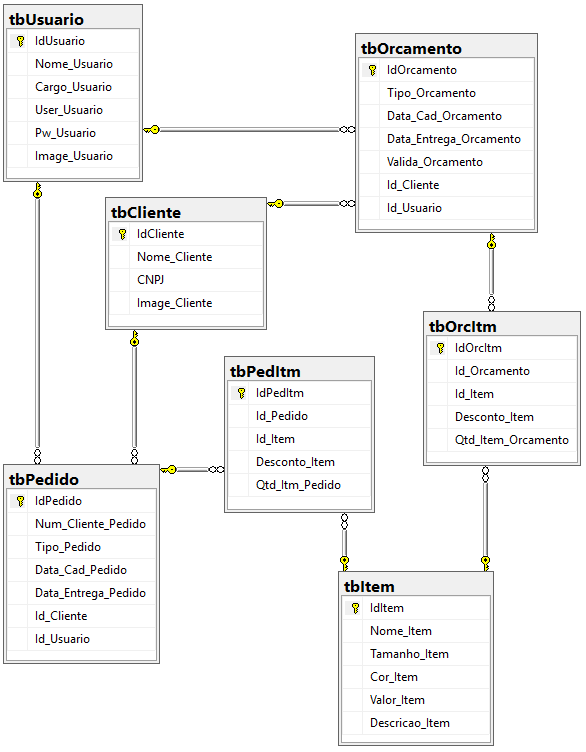 tbUsuario
IdUsuario
Nome_Usuario
Cargo_Usuario
User_Usuario
Pw_Usuario
Image_Usuario
tbOrcamento
IdOrcamento
Tipo_Orcamento
Data_Cad_Orcamento
Data_Entrega_Orcamento
Valida_Orcamento
Id_Cliente
Id_Usuario
tbCliente
IdCliente
Nome_Cliente
CNPJ
Image_Cliente
tbOrcItm
IdOrcItm
Id_Orcamento
Id_Item
Desconto_Item
Qtd_Item_Orcamento
tbPedItm
IdPedItm
Id_Pedido
Id_Item
Desconto_Item
Qtd_Itm_Pedido
tbPedido
IdPedido
Num_Cliente_Pedido
Tipo_Pedido
Data_Cad_Pedido
Data_Entrega_Pedido
Id_Cliente
Id_Usuario
tbItem
IdItem
Nome_Item
Tamanho_Item
Cor_Item
Valor_Item
Descricao_Item